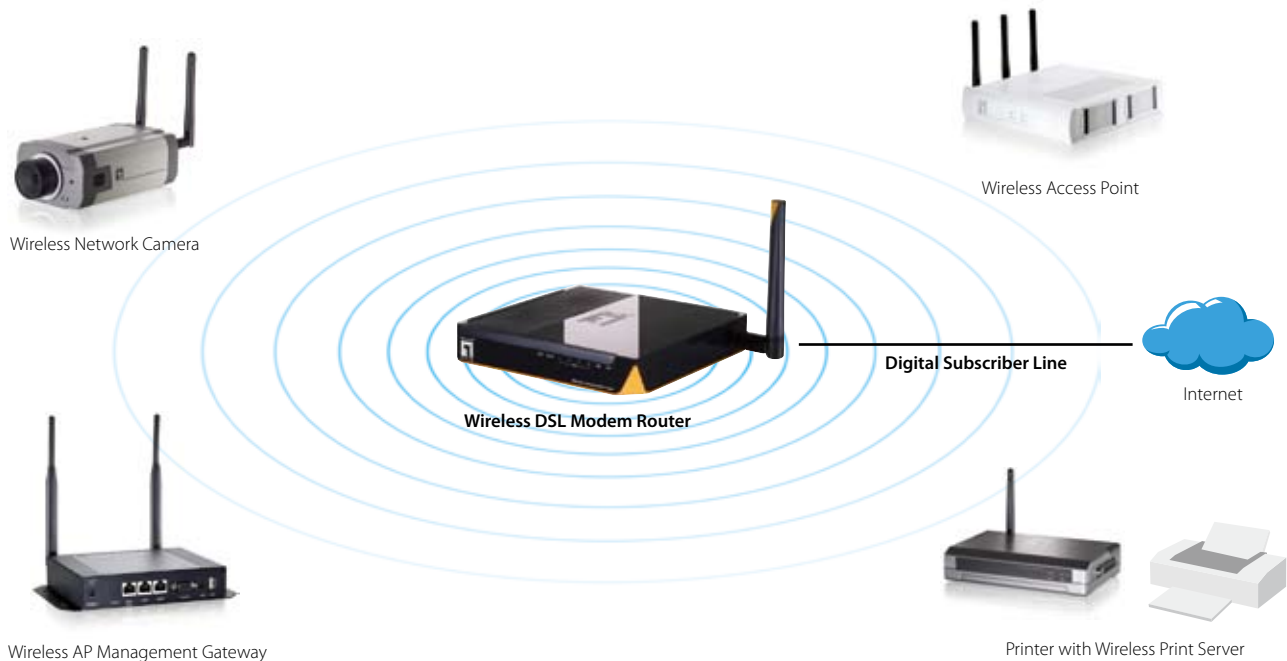 Wireless Access Point
Wireless Network Camera
Digital Subscriber Line
Internet
Wireless DSL Modem Router
Wireless AP Management Gateway
Printer with Wireless Print Server